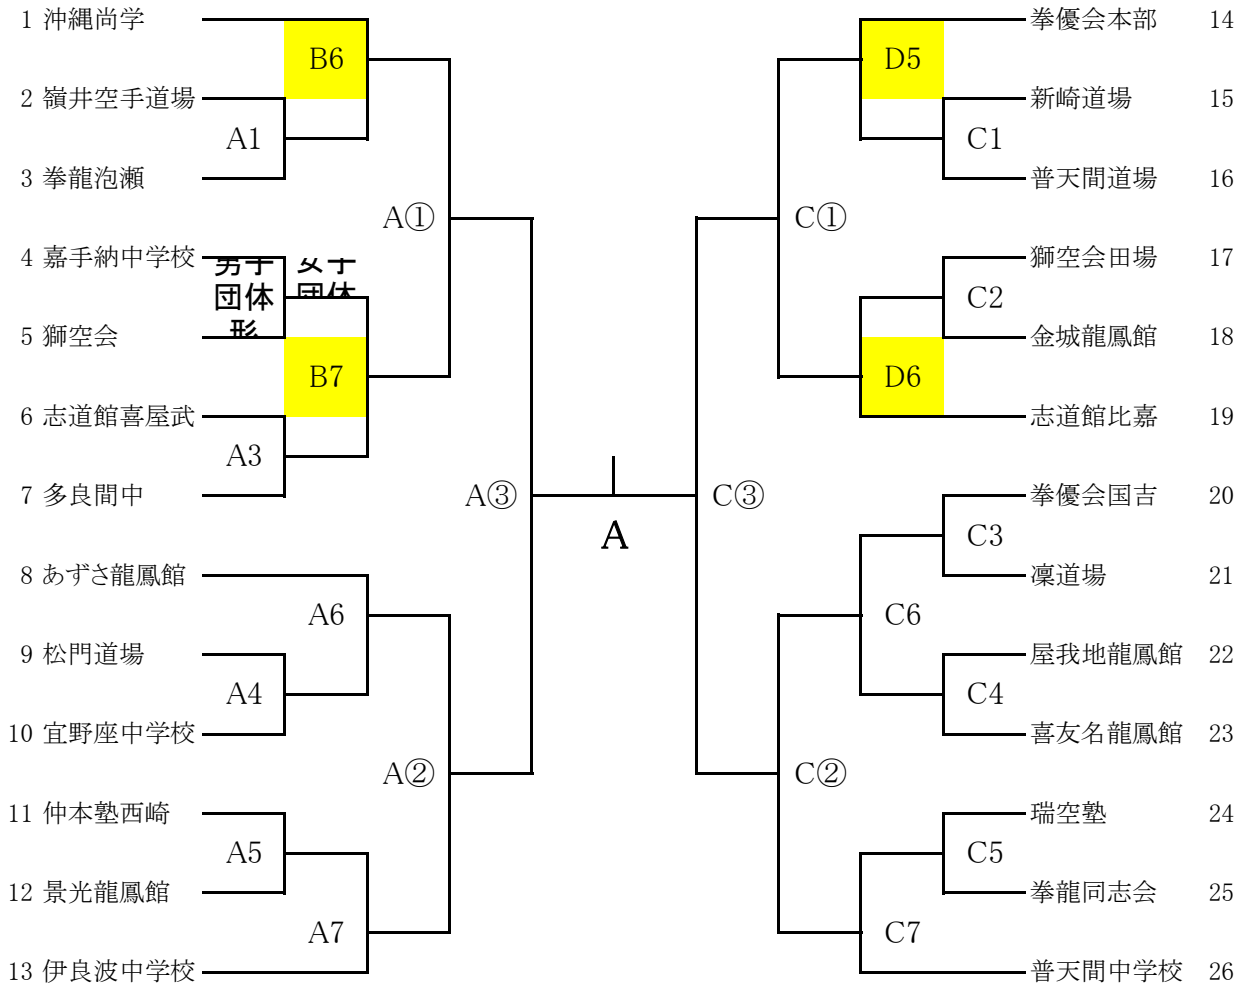 1 沖縄尚学
B6
2 嶺井空手道場
A1
3 拳龍泡瀬
A①
4 嘉手納中学校
男子
団体
形
女子
団体
5 獅空会
B7
6 志道館喜屋武
A3
7 多良間中
A③
8 あずさ龍鳳館
A6
9 松門道場
A4
10 宜野座中学校
A②
11 仲本塾西崎
A5
12 景光龍鳳館
A7
13 伊良波中学校
A
拳優会本部 14
D5
新崎道場 15
C1
普天間道場 16
C①
獅空会田場 17
C2
金城龍鳳館 18
D6
志道館比嘉 19
C③
拳優会国吉 20
C3
凜道場 21
C6
屋我地龍鳳館 22
C4
喜友名龍鳳館 23
C②
瑞空塾 24
C5
拳龍同志会 25
C7
普天間中学校 26